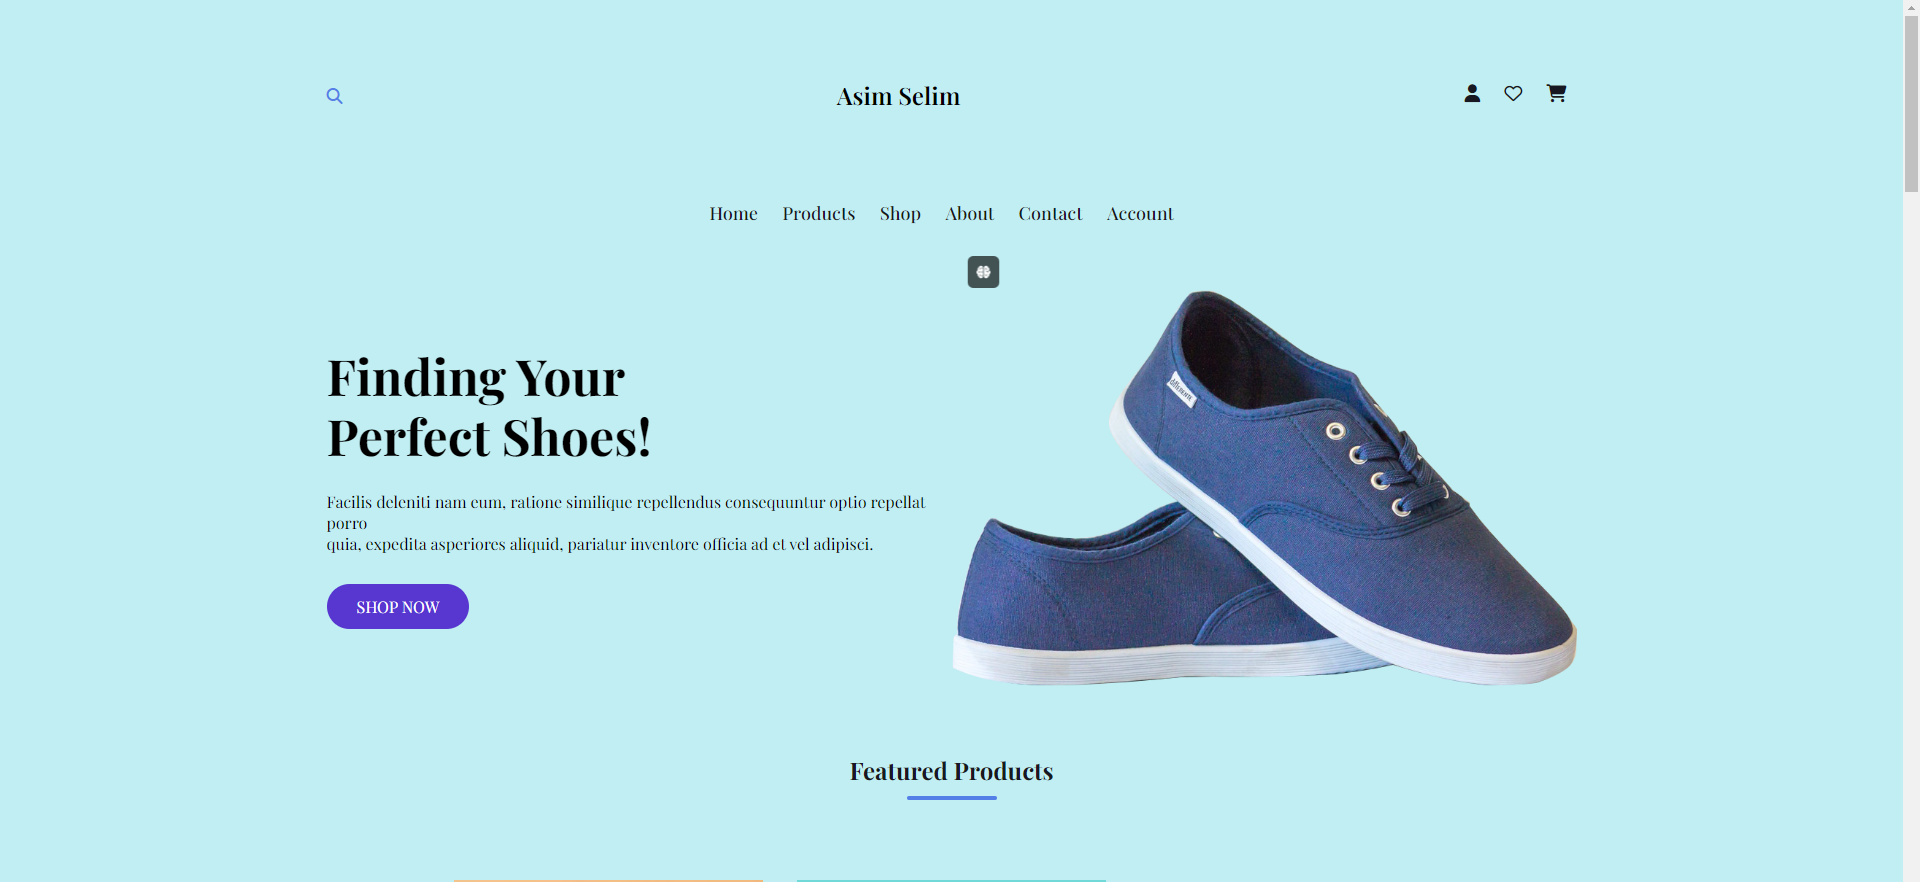 Asim Selim
Home Products Shop About Contact Account
Finding Your
Perfect Shoes!
Facilis deleniti nam eum, ratione similique repellendus consequuntur optio repellat
porro
quia, expedita asperiores aliquid, pariatur inventore officia ad et vel adipisci.
SHOP NOW
Featured Products